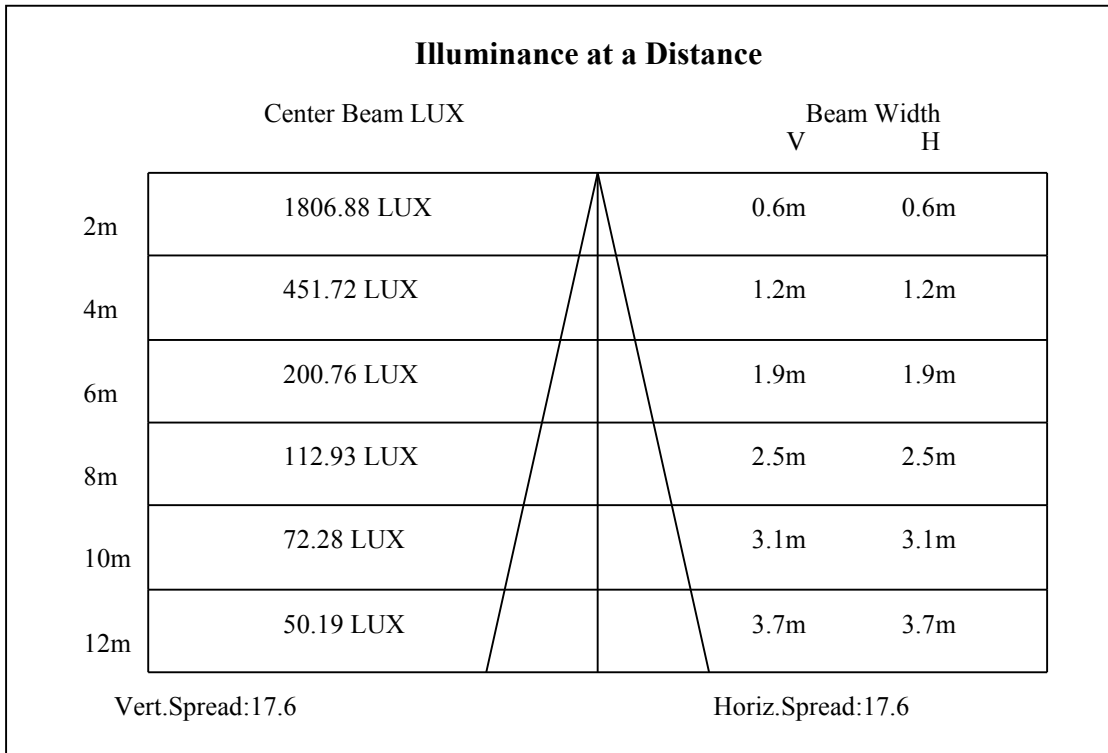 Illuminance at a Distance
Center Beam LUX Beam Width
V H
2m 1806.88 LUX 0.6m 0.6m
4m 451.72 LUX 1.2m 1.2m
6m 200.76 LUX 1.9m 1.9m
8m 112.93 LUX 2.5m 2.5m
10m 72.28 LUX 3.1m 3.1m
12m 50.19 LUX 3.7m 3.7m
Vert.Spread:17.6 Horiz.Spread:17.6